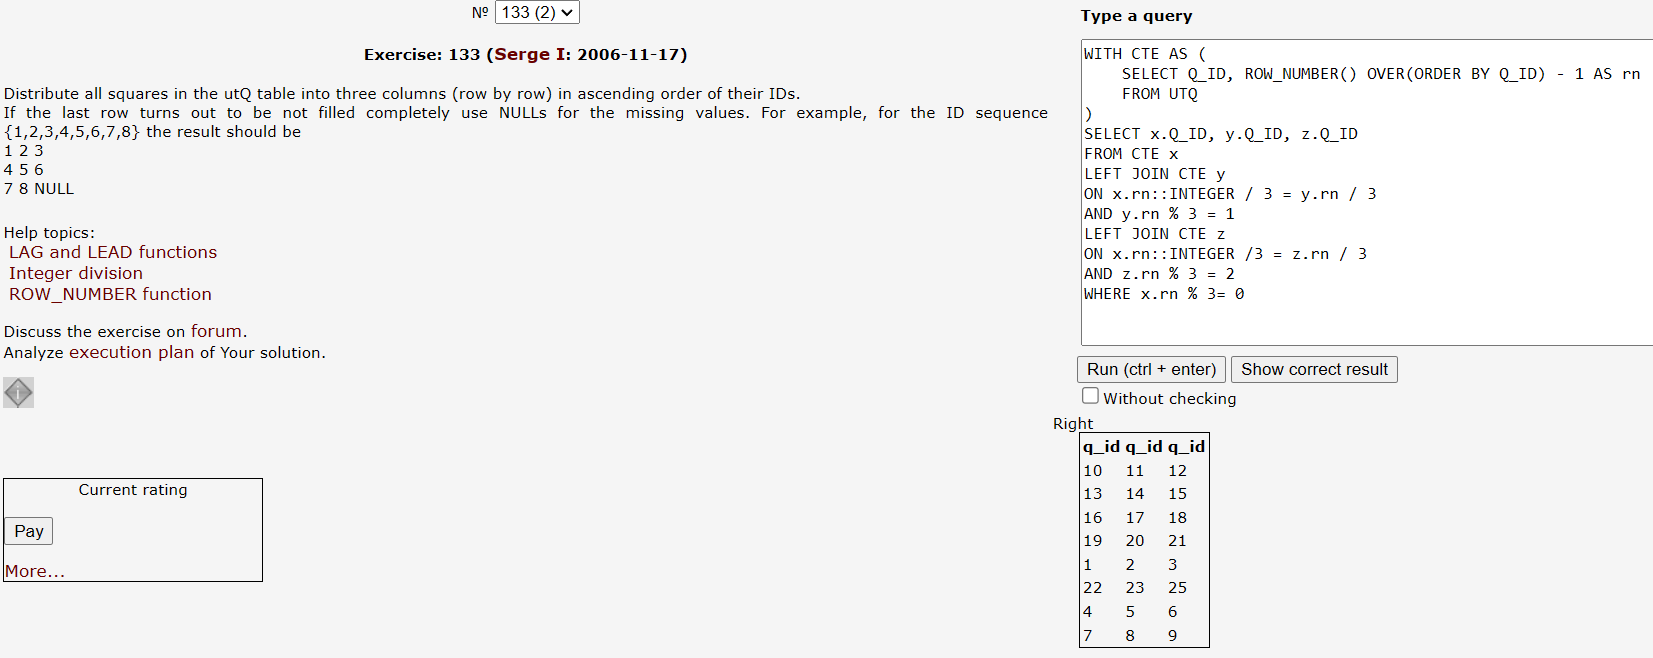 № 133 (2)
Exercise: 133 (Serge I: 2006-11-17)
Distribute all squares in the utQ table into three columns (row by row) in ascending order of their IDs.
If the last row turns out to be not filled completely use NULLs for the missing values. For example, for the ID sequence
{1,2,3,4,5,6,7,8} the result should be
1 2 3
4 5 6
7 8 NULL
Help topics:
LAG and LEAD functions
Integer division
ROW_NUMBER function
Discuss the exercise on forum.
Analyze execution plan of Your solution.
Current rating
Pay
More...
Type a query
WITH CTE AS (
    SELECT Q_ID, ROW_NUMBER() OVER(ORDER BY Q_ID) - 1 AS rn
    FROM UTQ
)
SELECT x.Q_ID, y.Q_ID, z.Q_ID
FROM CTE x
LEFT JOIN CTE y
ON x.rn::INTEGER / 3 = y.rn / 3
AND y.rn % 3 = 1
LEFT JOIN CTE z
ON x.rn::INTEGER /3 = z.rn / 3
AND z.rn % 3 = 2
WHERE x.rn % 3= 0
Run (ctrl + enter) Show correct result
Without checking
Right
q_id q_id q_id
10 11 12
13 14 15
16 17 18
19 20 21
1 2 3
22 23 25
4 5 6
7 8 9